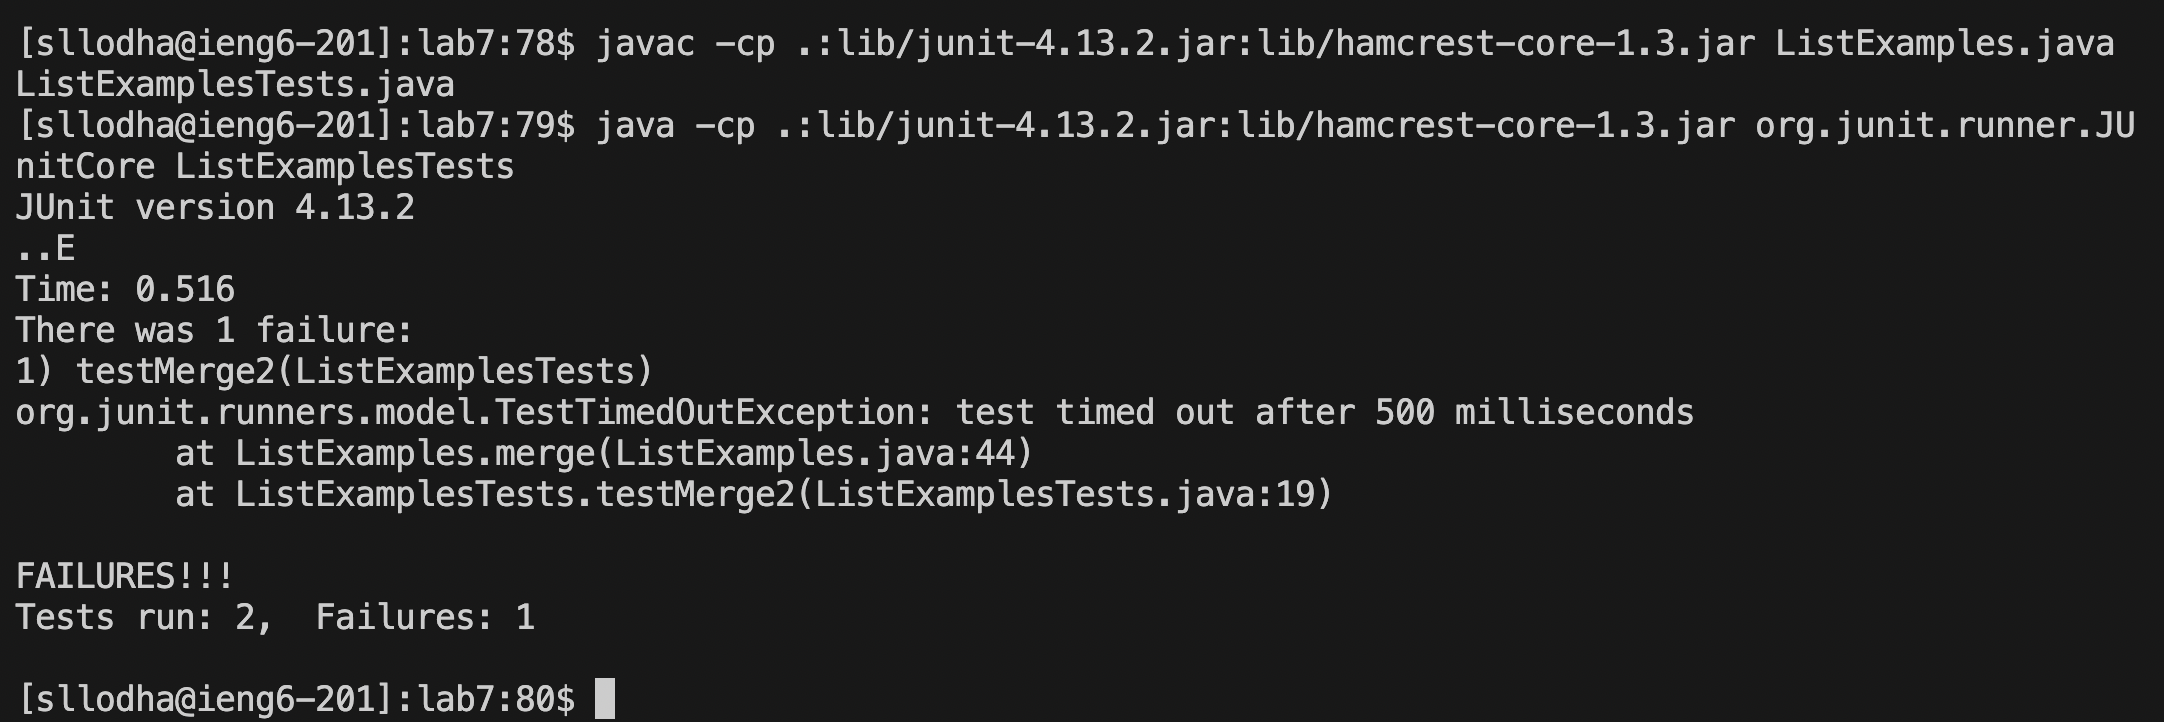 [sllodha@ieng6-201]:lab7:78$ javac -cp .:lib/junit-4.13.2.jar:lib/hamcrest-core-1.3.jar ListExamples.java
ListExamplesTests.java
[sllodha@ieng6-201]:lab7:79$ java -cp .:lib/junit-4.13.2.jar:lib/hamcrest-core-1.3.jar org.junit.runner.JU
nitCore ListExamplesTests
JUnit version 4.13.2
..E
Time: 0.516
There was 1 failure:
1) testMerge2(ListExamplesTests)
org.junit.runners.model.TestTimedOutException: test timed out after 500 milliseconds
        at ListExamples.merge(ListExamples.java:44)
        at ListExamplesTests.testMerge2(ListExamplesTests.java:19)

FAILURES!!!
Tests run: 2,  Failures: 1

[sllodha@ieng6-201]:lab7:80$